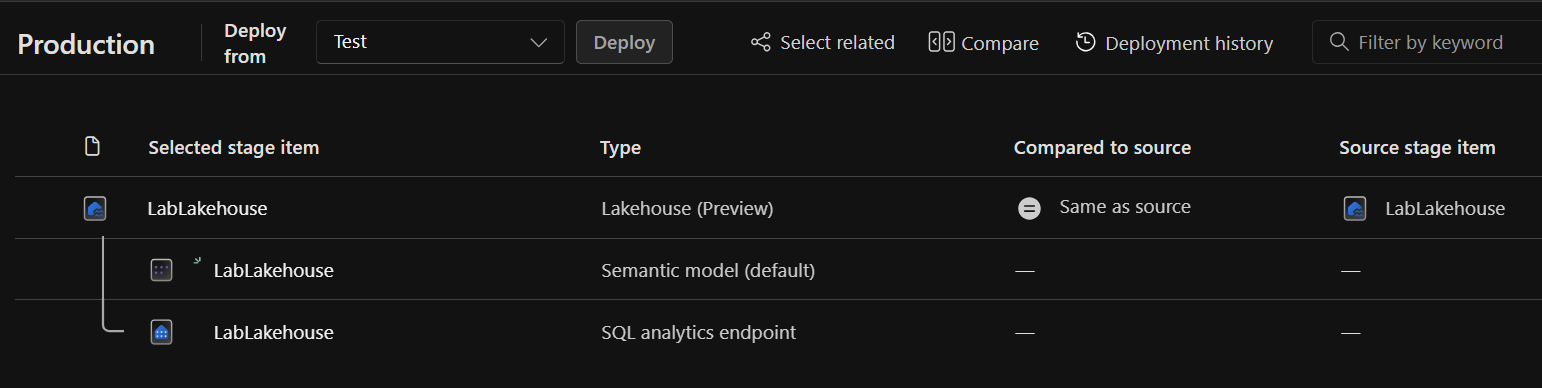 Production
Deploy from
Test
Deploy
Select related
Compare
Deployment history
Filter by keyword
Selected stage item Type Compared to source Source stage item
LabLakehouse Lakehouse (Preview) Same as source LabLakehouse
LabLakehouse Semantic model (default) — —
LabLakehouse SQL analytics endpoint — —